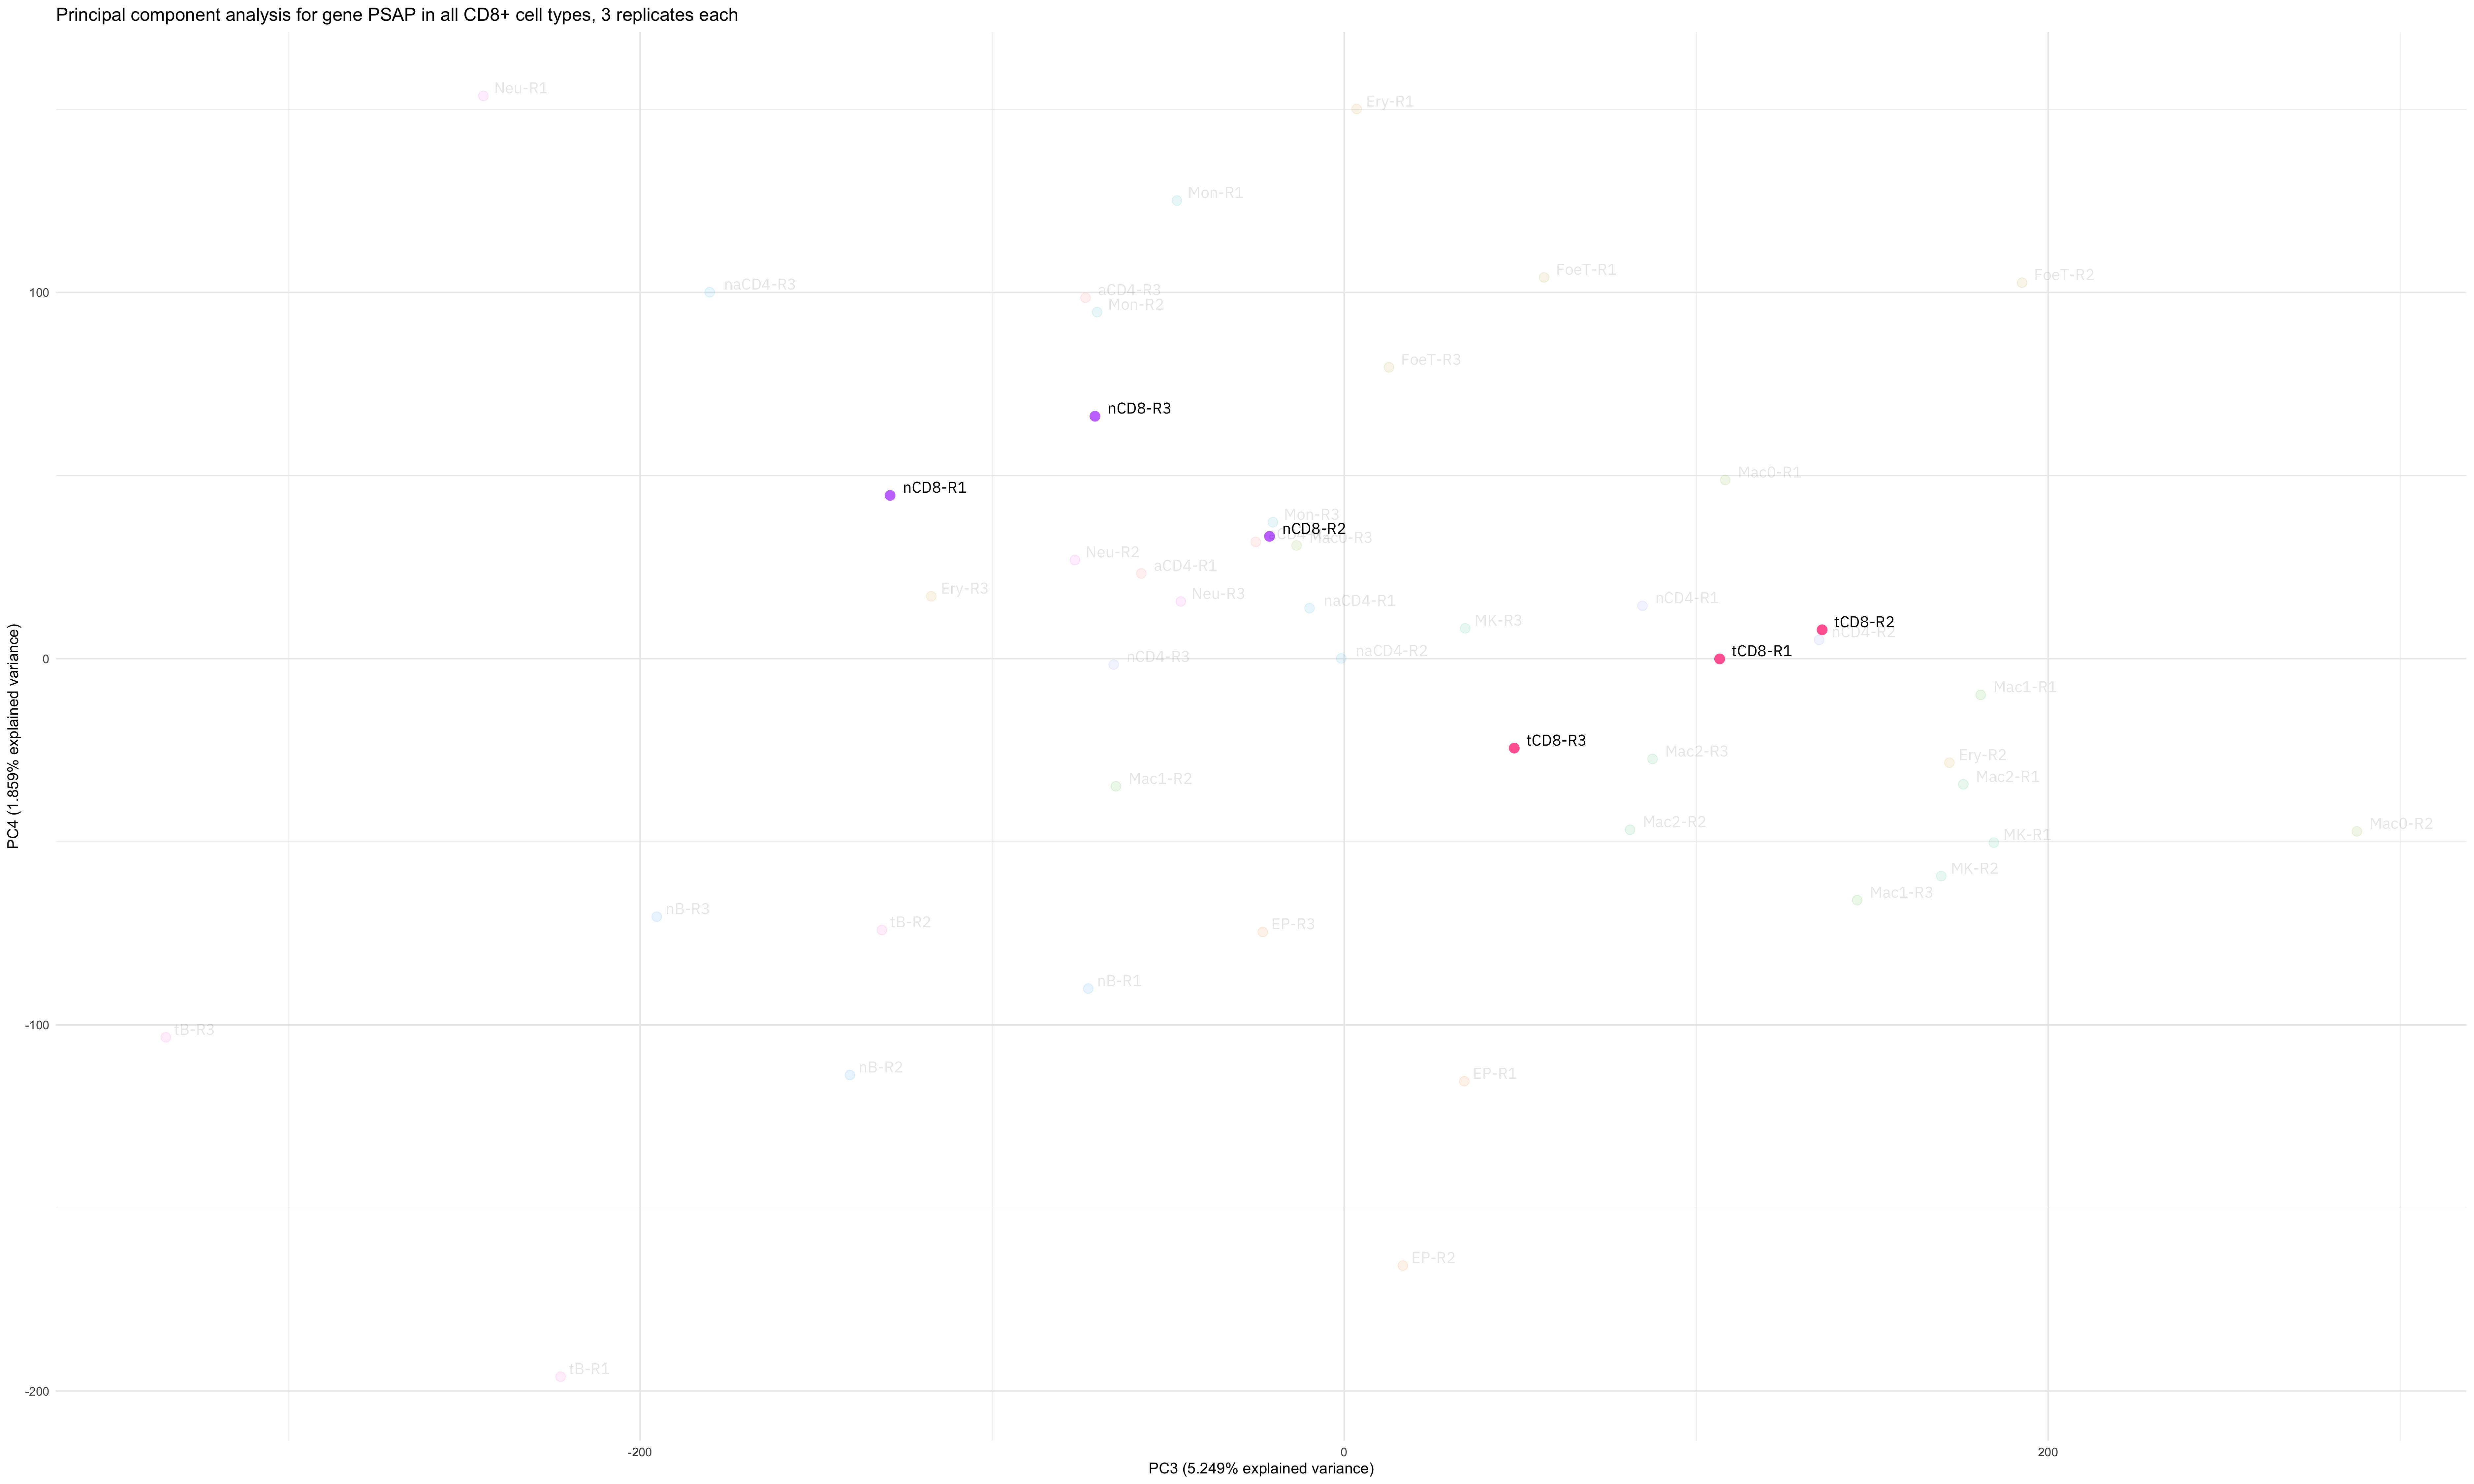 Principal component analysis for gene PSAP in all CD8+ cell types, 3 replicates each
Neu-R1
Ery-R1
Mon-R1
FoeT-R1
FoeT-R2
naCD4-R3
aCD4-R3
100
Mon-R2
FoeT-R3
nCD8-R3
Mac0-R1
nCD8-R1
Mon-R3
nCD8-R2
Mac0-R3
Neu-R2
aCD4-R1
Ery-R3
Neu-R3
naCD4-R1
nCD4-R1
MK-R3
tCD8-R2
nCD4-R2
0
nCD4-R3
naCD4-R2
tCD8-R1
Mac1-R1
tCD8-R3
Mac2-R3
Ery-R2
Mac1-R2
Mac2-R1
Mac2-R2
Mac0-R2
MK-R1
MK-R2
Mac1-R3
nB-R3
tB-R2
EP-R3
nB-R1
-100
tB-R3
nB-R2
EP-R1
EP-R2
tB-R1
-200
PC4 (1.859% explained variance)
-200
0
200
PC3 (5.249% explained variance)